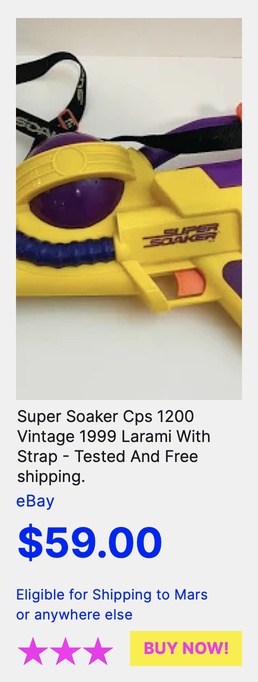 SOAK
SUPER
SOAKER
Super Soaker Cps 1200
Vintage 1999 Larami With
Strap - Tested And Free
shipping.
eBay
$59.00
Eligible for Shipping to Mars
or anywhere else
BUY NOW!